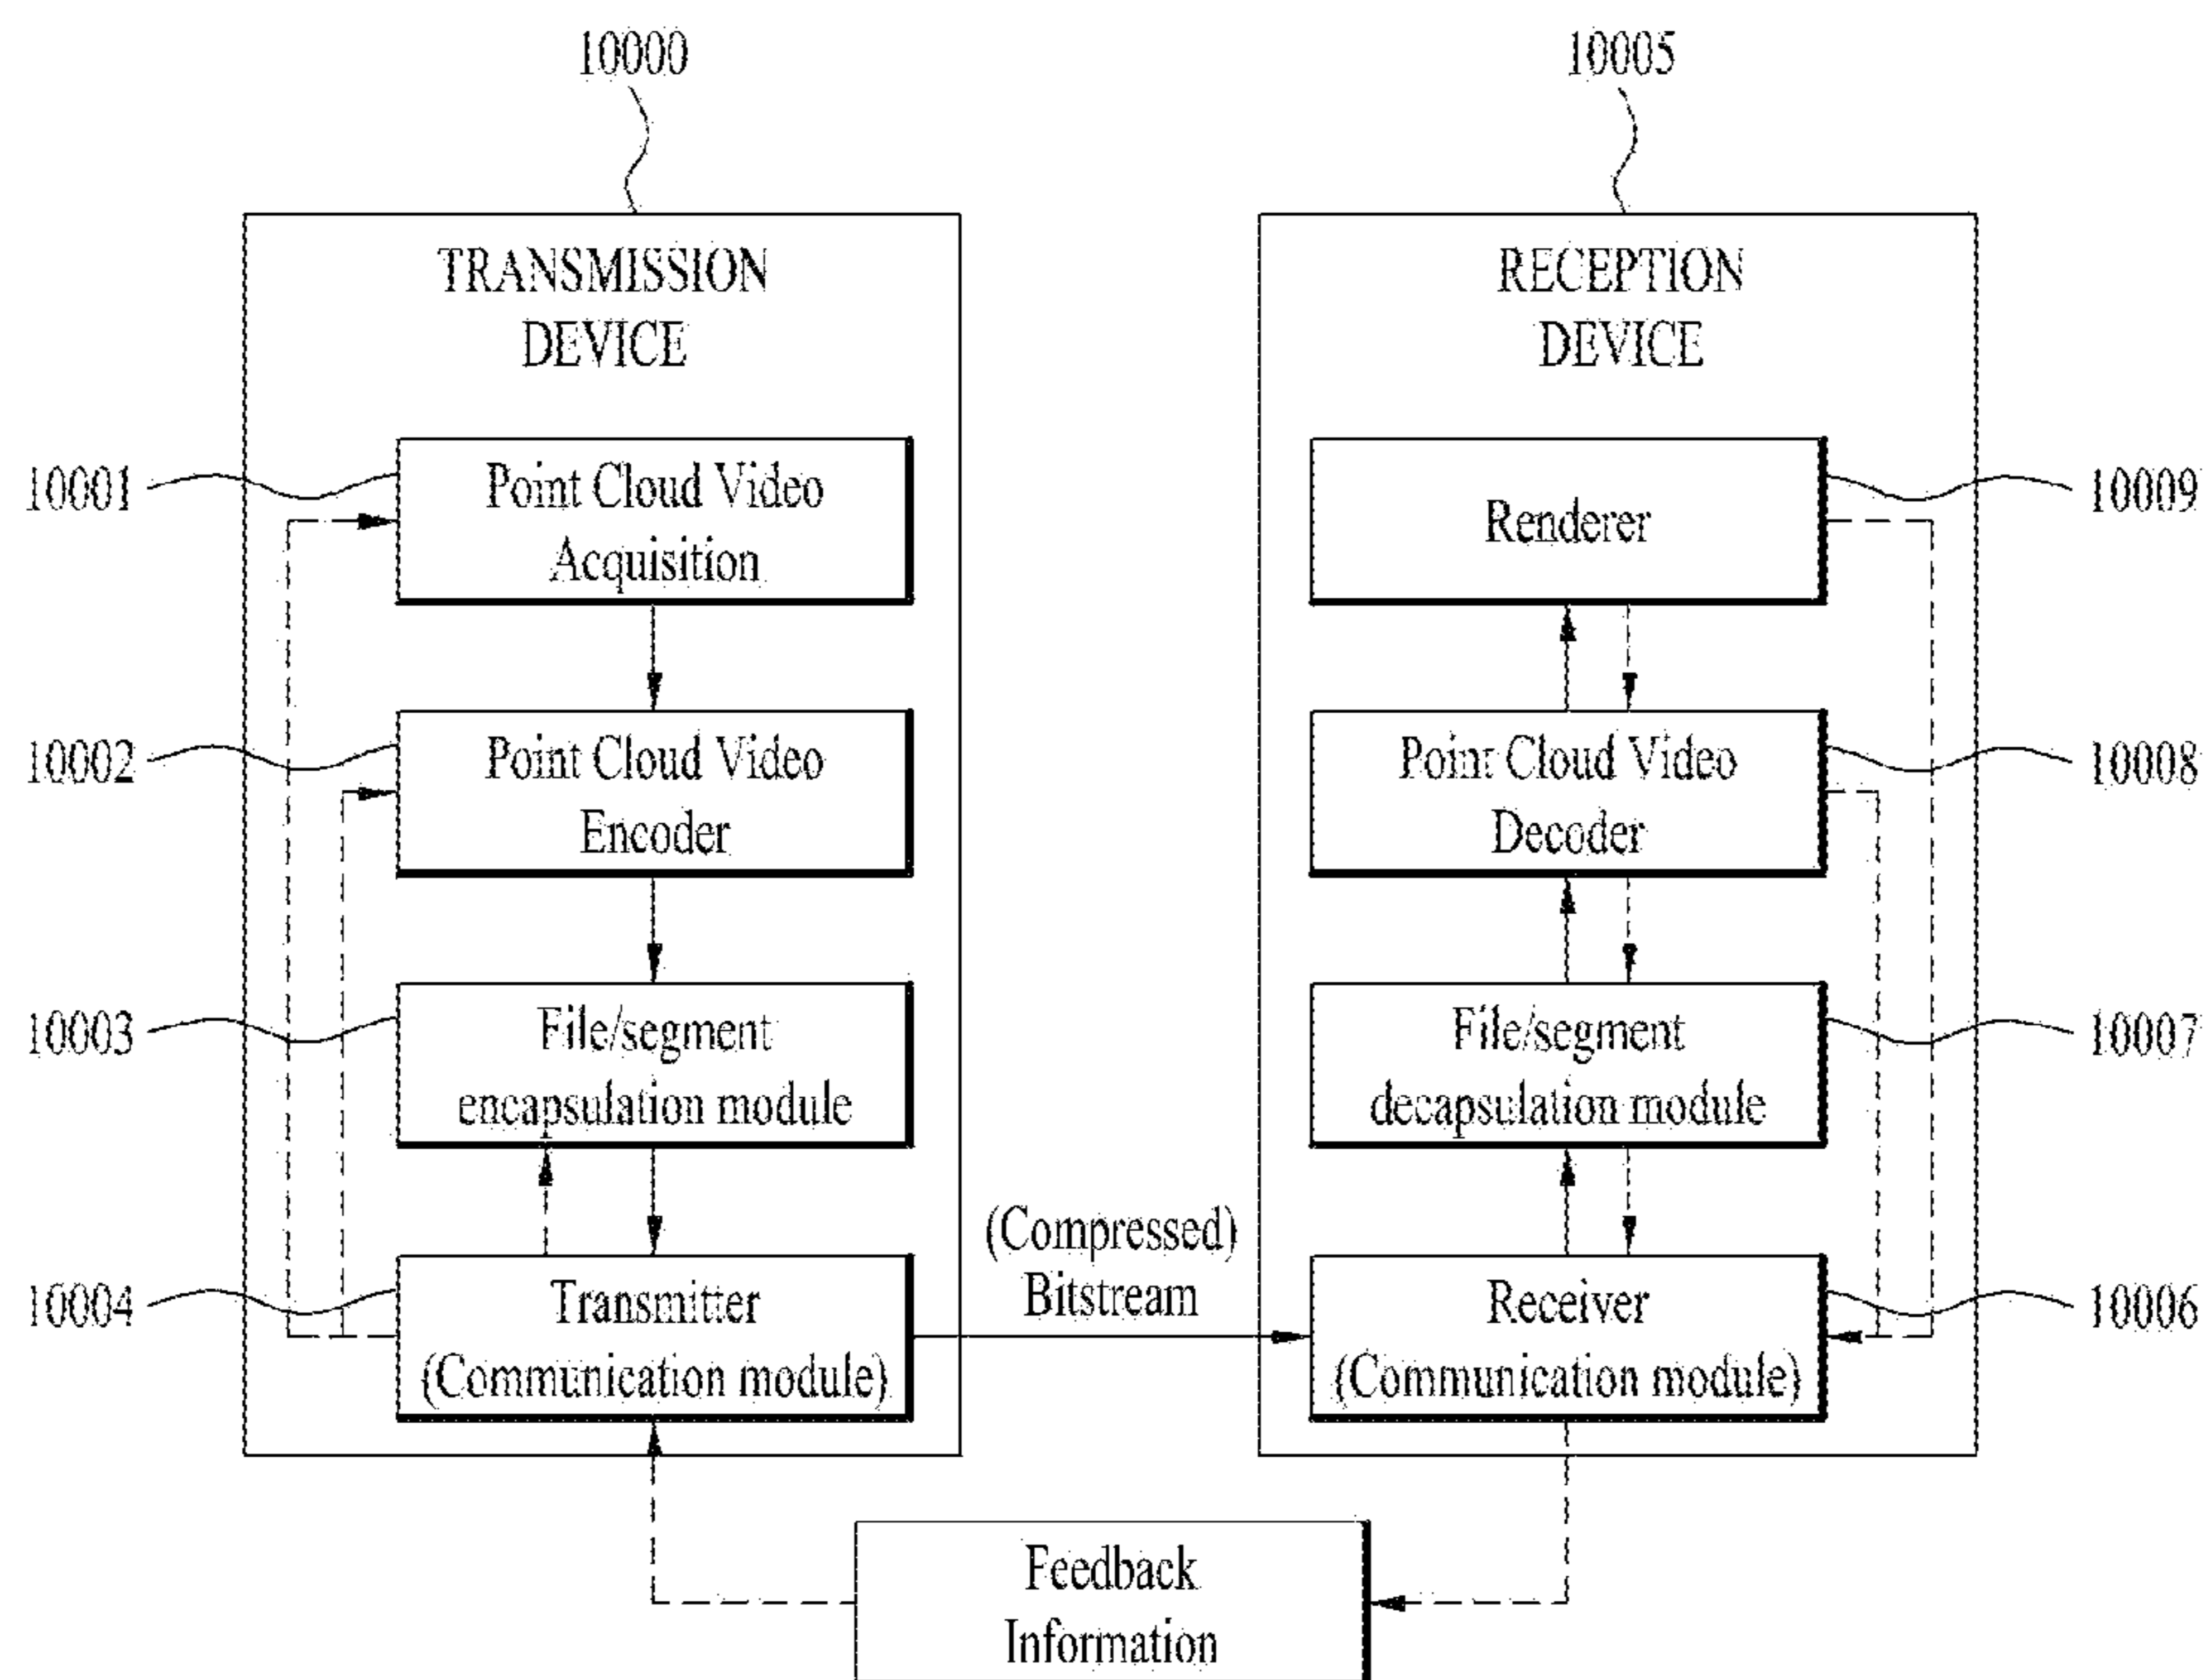 10000
10005
TRANSMISSION
DEVICE
10001
Point Cloud Video
Acquisition
10002
Point Cloud Video
Encoder
10003
File/segment
encapsulation module
10004
Transmitter
(Communication module)
(Compressed)
Bitstream
RECEPTION
DEVICE
Renderer
10009
Point Cloud Video
Decoder
10008
File/segment
decapsulation module
10007
Receiver
(Communication module)
10006
Feedback
Information